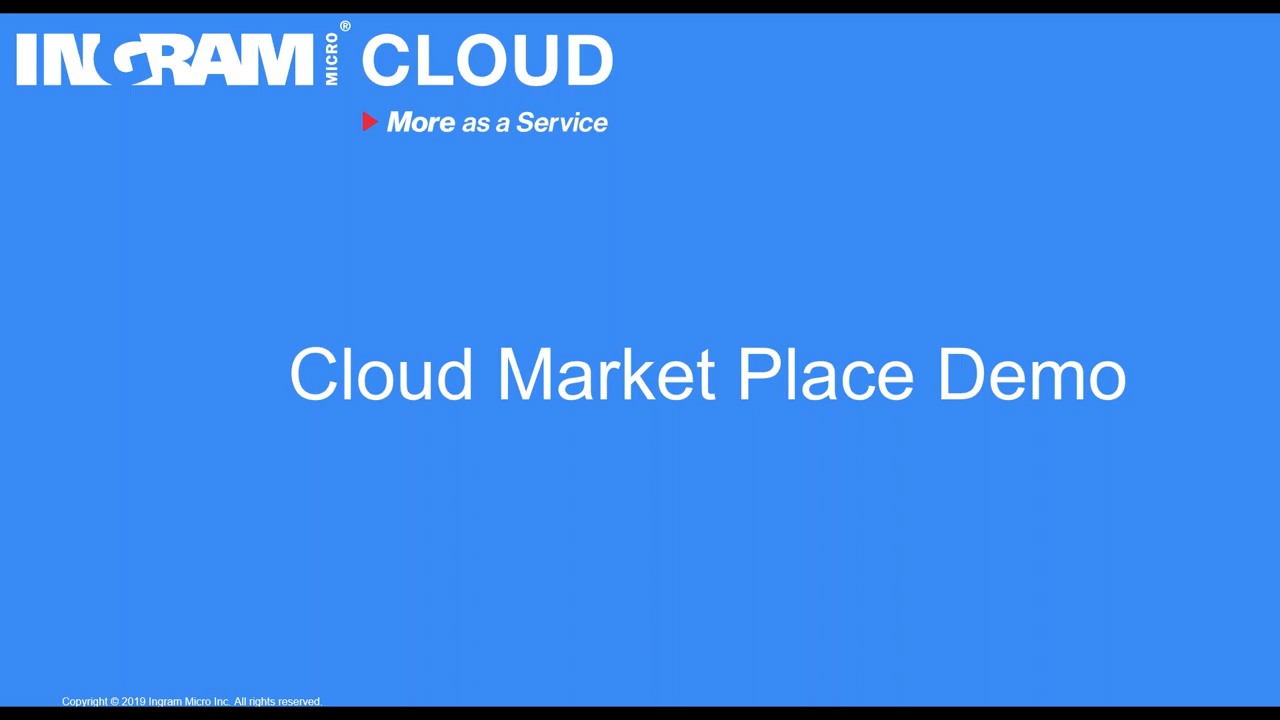 INGRAM MICRO® CLOUD
More as a Service
Cloud Market Place Demo
Copyright © 2019 Ingram Micro Inc. All rights reserved.